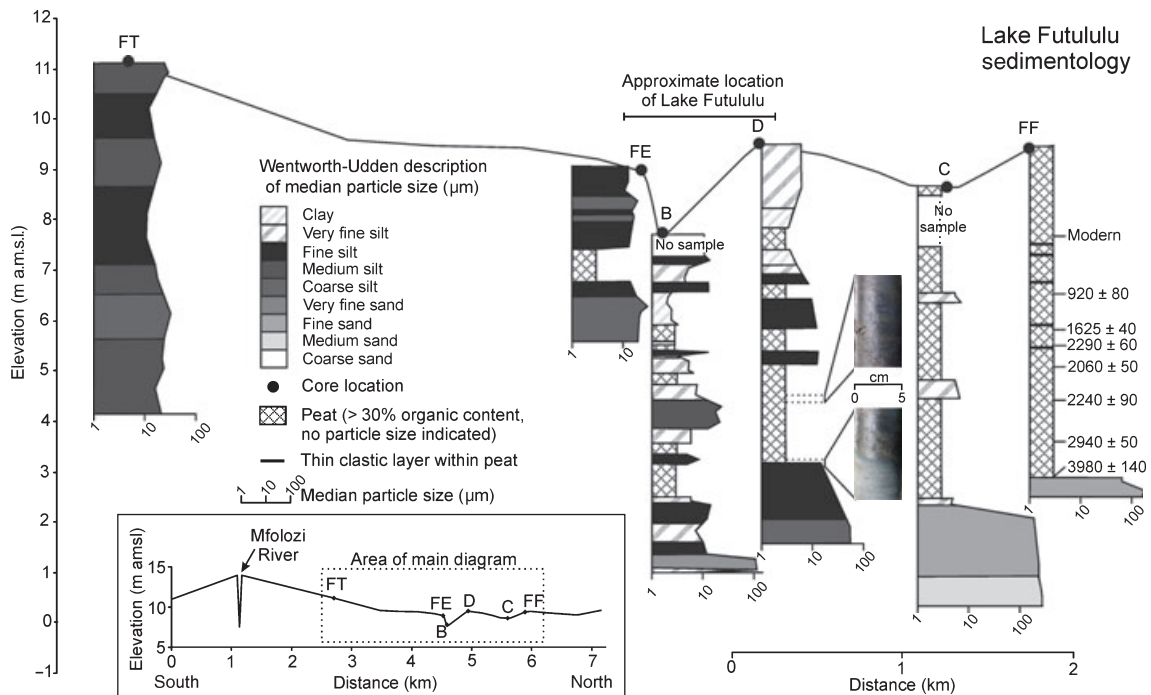 Lake Futululu
sedimentology
Elevation (m a.m.s.l.)
12
11
10
9
8
7
6
5
4
3
2
1
0
−1
FT
FE
B
D
C
FF
Approximate location
of Lake Futululu
Wentworth-Udden description
of median particle size (µm)
Clay
Very fine silt
Fine silt
Medium silt
Coarse silt
Very fine sand
Fine sand
Medium sand
Coarse sand
Core location
Peat (> 30% organic content,
no particle size indicated)
Thin clastic layer within peat
1 10 100 Median particle size (µm)
1 10 100
1 10
No sample
1 10 100
1 10 100
cm
0 5
No
sample
1 10 100
Modern
920 ± 80
1625 ± 40
2290 ± 60
2060 ± 50
2240 ± 90
2940 ± 50
3980 ± 140
1 10 100
0 1 2
Distance (km)
Mfolozi
River
Area of main diagram
Elevation (m amsl)
15
10
5
FT
FE
B
D
C
FF
0 1 2 3 4 5 6 7
South Distance (km) North